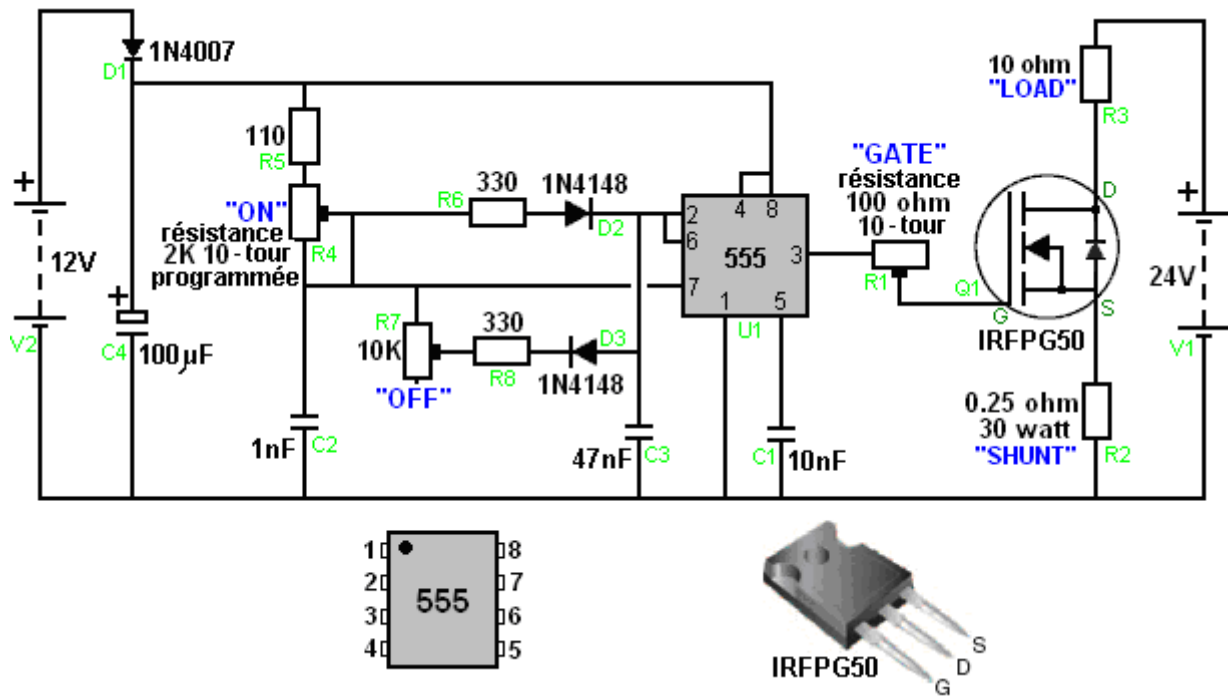 1N4007
D1
10 ohm
"LOAD"
R3
110
R5
"GATE"
résistance
100 ohm
10-tour
330
1N4148
R6
D2
"ON"
résistance
2K 10-tour
programmée
R4
2
6
7
4
8
555
3
1
5
U1
R1
D
Q1
G
S
IRFPG50
+
12V
V2
+
24V
V1
+
C4
100µF
R7
10K
"OFF"
330
R8
D3
1N4148
0.25 ohm
30 watt
"SHUNT"
R2
1nF
C2
47nF
C3
C1
10nF
1
2
3
4
555
8
7
6
5
IRFPG50
S
D
G